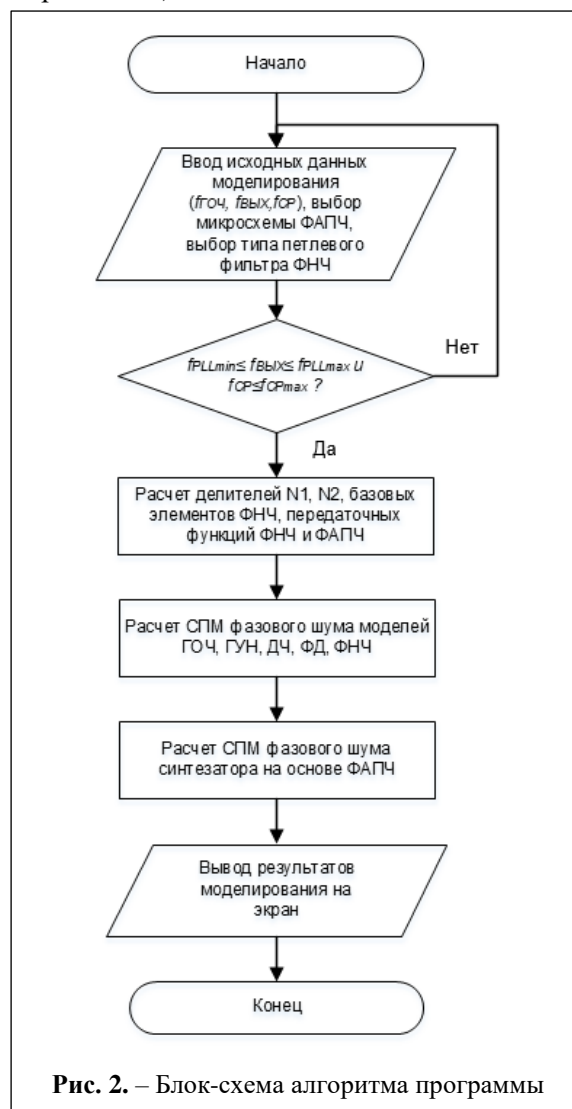 Начало
Ввод исходных данных
моделирования
(fГОЧ, fВЫХ,fСР), выбор
микросхемы ФАПЧ,
выбор типа петлевого
фильтра ФНЧ
Нет
fPLLmin≤ fВЫХ≤ fPLLmax и
fСР≤fСРmax ?
Да
Расчет делителей N1, N2, базовых
элементов ФНЧ, передаточных
функций ФНЧ и ФАПЧ
Расчет СПМ фазового шума моделей
ГОЧ, ГУН, ДЧ, ФД, ФНЧ
Расчет СПМ фазового шума
синтезатора на основе ФАПЧ
Вывод результатов
моделирования на
экран
Конец
Рис. 2. – Блок-схема алгоритма программы